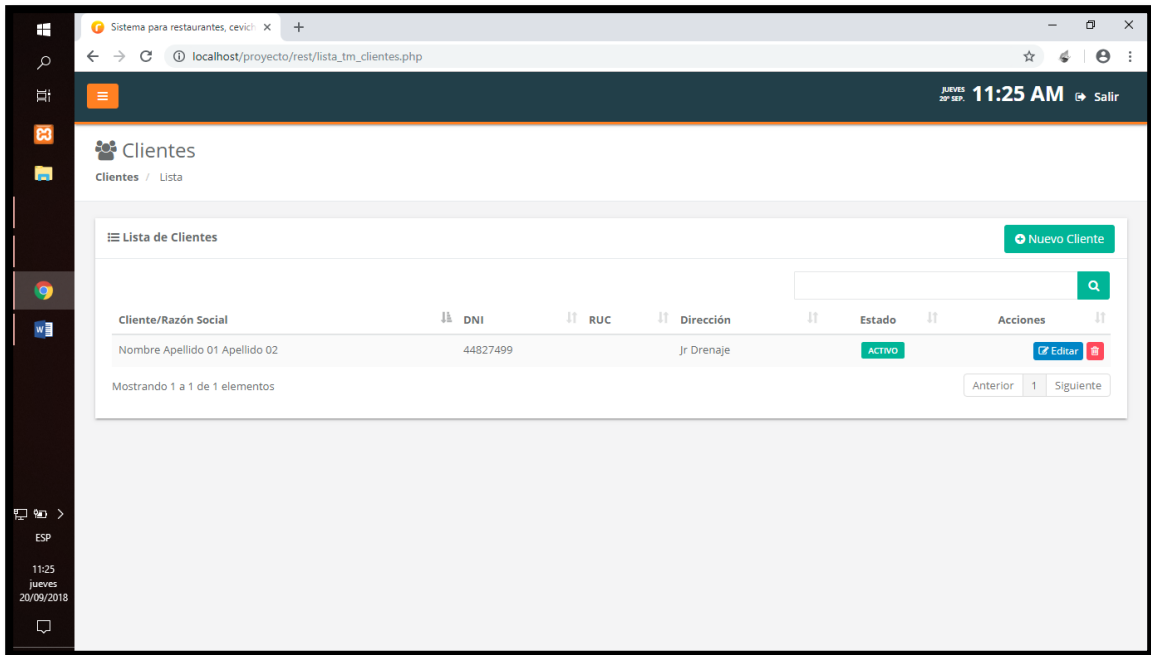 Sistema para restaurantes, cevich
localhost/proyecto/rest/lista_tm_clientes.php
JUEVES
20º SEP.
11:25 AM
Salir
Clientes
Clientes / Lista
Lista de Clientes
Nuevo Cliente
Cliente/Razón Social DNI RUC Dirección Estado Acciones
Nombre Apellido 01 Apellido 02 44827499 Jr Drenaje ACTIVO Editar
Mostrando 1 a 1 de 1 elementos
Anterior 1 Siguiente
ESP
11:25
jueves
20/09/2018